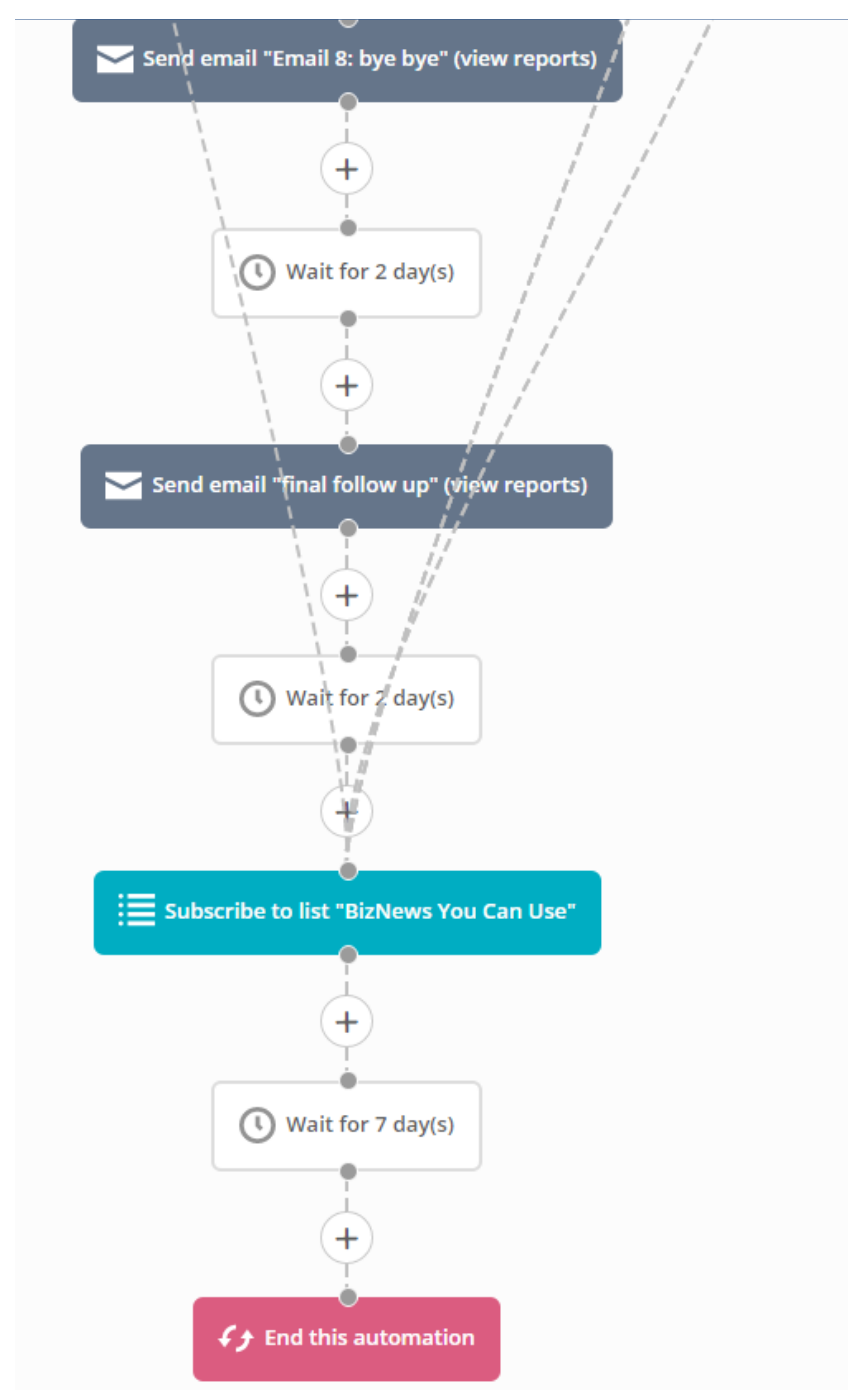 Send email "Email 8: bye bye" (view reports)
Wait for 2 day(s)
Send email "final follow up" (view reports)
Wait for 2 day(s)
Subscribe to list "BizNews You Can Use"
Wait for 7 day(s)
End this automation